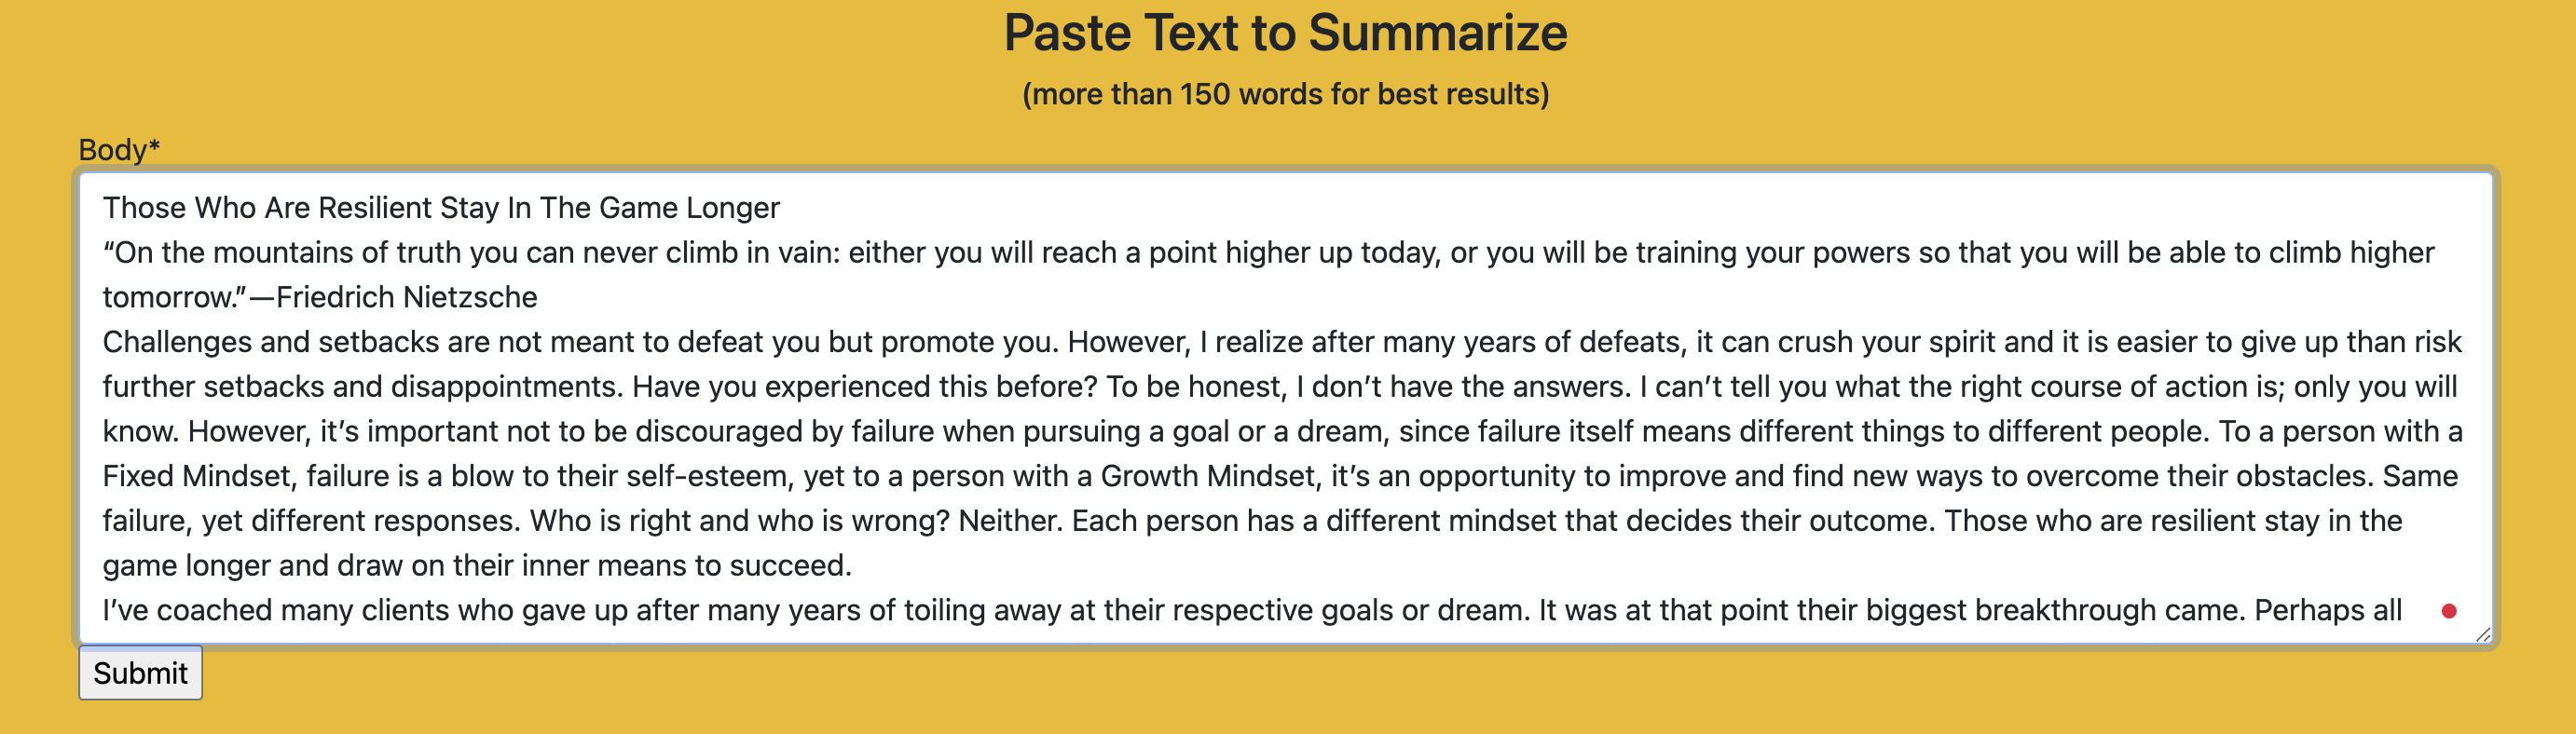 Paste Text to Summarize
(more than 150 words for best results)
Body*
Those Who Are Resilient Stay In The Game Longer
“On the mountains of truth you can never climb in vain: either you will reach a point higher up today, or you will be training your powers so that you will be able to climb higher
tomorrow.”—Friedrich Nietzsche
Challenges and setbacks are not meant to defeat you but promote you. However, I realize after many years of defeats, it can crush your spirit and it is easier to give up than risk
further setbacks and disappointments. Have you experienced this before? To be honest, I don’t have the answers. I can’t tell you what the right course of action is; only you will
know. However, it’s important not to be discouraged by failure when pursuing a goal or a dream, since failure itself means different things to different people. To a person with a
Fixed Mindset, failure is a blow to their self-esteem, yet to a person with a Growth Mindset, it’s an opportunity to improve and find new ways to overcome their obstacles. Same
failure, yet different responses. Who is right and who is wrong? Neither. Each person has a different mindset that decides their outcome. Those who are resilient stay in the
game longer and draw on their inner means to succeed.
I’ve coached many clients who gave up after many years of toiling away at their respective goals or dream. It was at that point their biggest breakthrough came. Perhaps all
Submit